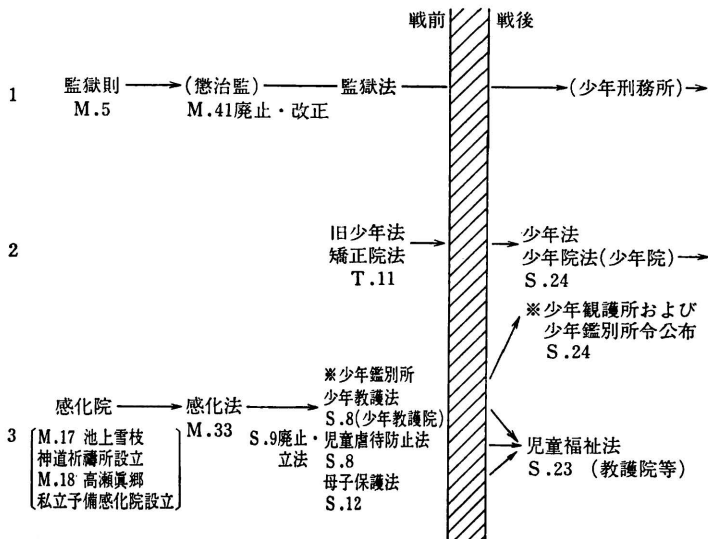 戦前 戦後
1 監獄則 (懲治監) 監獄法 (少年刑務所)
M.5 M.41廃止・改正
2 旧少年法 少年法
矯正院法 少年院法(少年院)
T.11 S.24
※少年観護所および
少年鑑別所令公布
S.24
※少年鑑別所
感化院 感化法 少年教護法
M.33 S.8(少年教護院)
3 M.17 池上雪枝 S.9廃止・児童虐待防止法 児童福祉法
神道祈禱所設立 立法 S.8 S.23 (教護院等)
M.18 高瀬眞郷 母子保護法
私立予備感化院設立 S.12